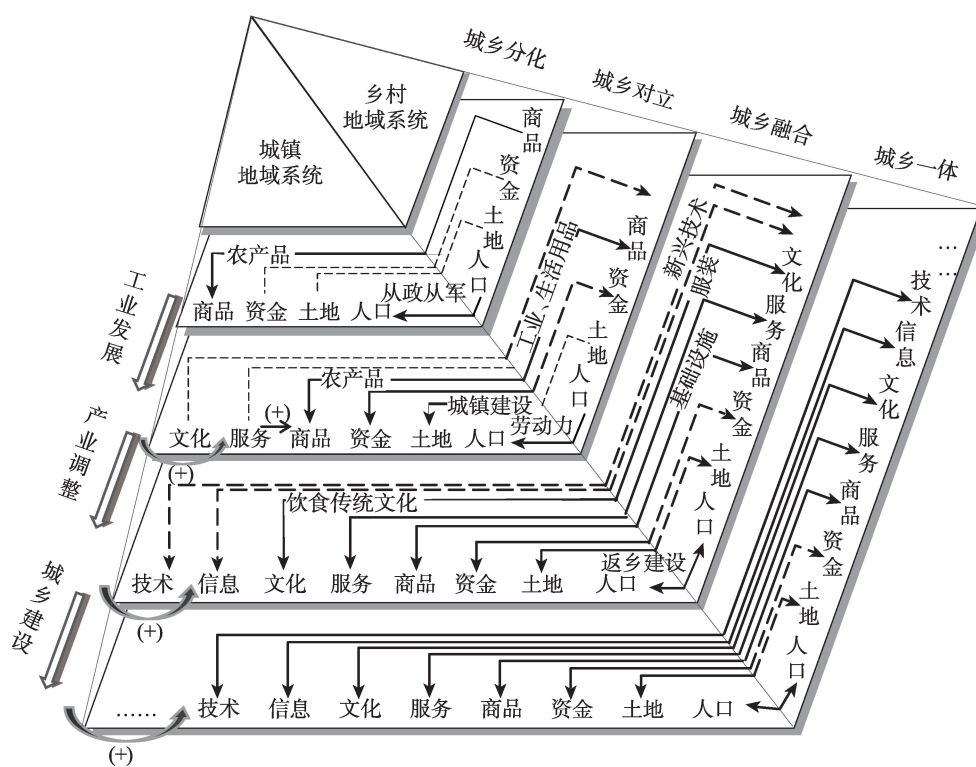 城乡分化
城乡对立
城乡融合
城乡一体
乡村
地域系统
城镇
地域系统
工业发展
产业调整
城乡建设
商品
资金
土地
人口
农产品
从政从军
商品 资金 土地 人口
工业、生活用品
商品
资金
土地
人口
农产品
城镇建设
劳动力
(+)
文化 服务 商品 资金 土地 人口
(+)
新兴技术
服装
基础设施
文化
服务
商品
资金
土地
人口
饮食传统文化
返乡建设
技术 信息 文化 服务 商品 资金 土地 人口
(+)
……
技术
信息
文化
服务
商品
资金
土地
人口
…… 技术 信息 文化 服务 商品 资金 土地 人口
(+)